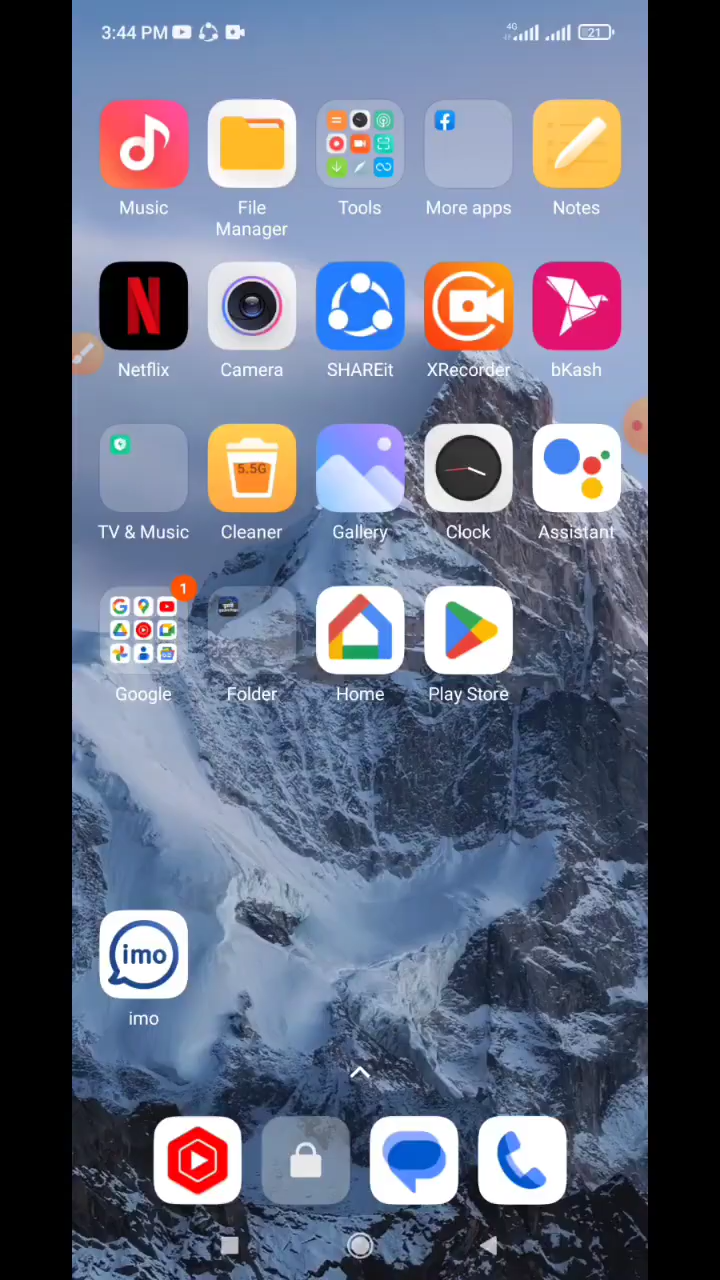 3:44 PM
4G
21
Music
File
Manager
Tools
More apps
Notes
Netflix
Camera
SHAREit
XRecorder
bKash
5.5G
TV & Music
Cleaner
Gallery
Clock
Assistant
1
Google
Folder
Home
Play Store
imo
imo